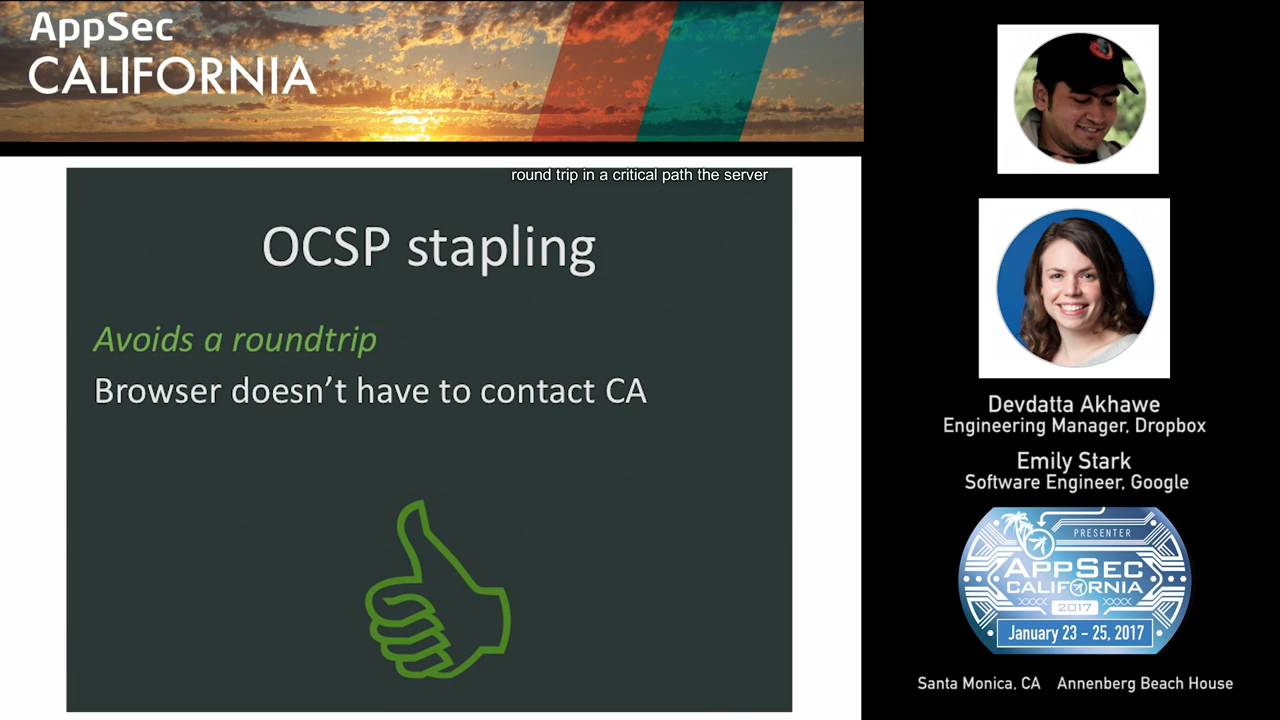 AppSec
CALIFORNIA
round trip in a critical path the server
OCSP stapling
Avoids a roundtrip
Browser doesn’t have to contact CA
Devdatta Akhawe
Engineering Manager, Dropbox
Emily Stark
Software Engineer, Google
PRESENTER
APPSEC
CALIFORNIA
2017
January 23 - 25, 2017
Santa Monica, CA Annenberg Beach House